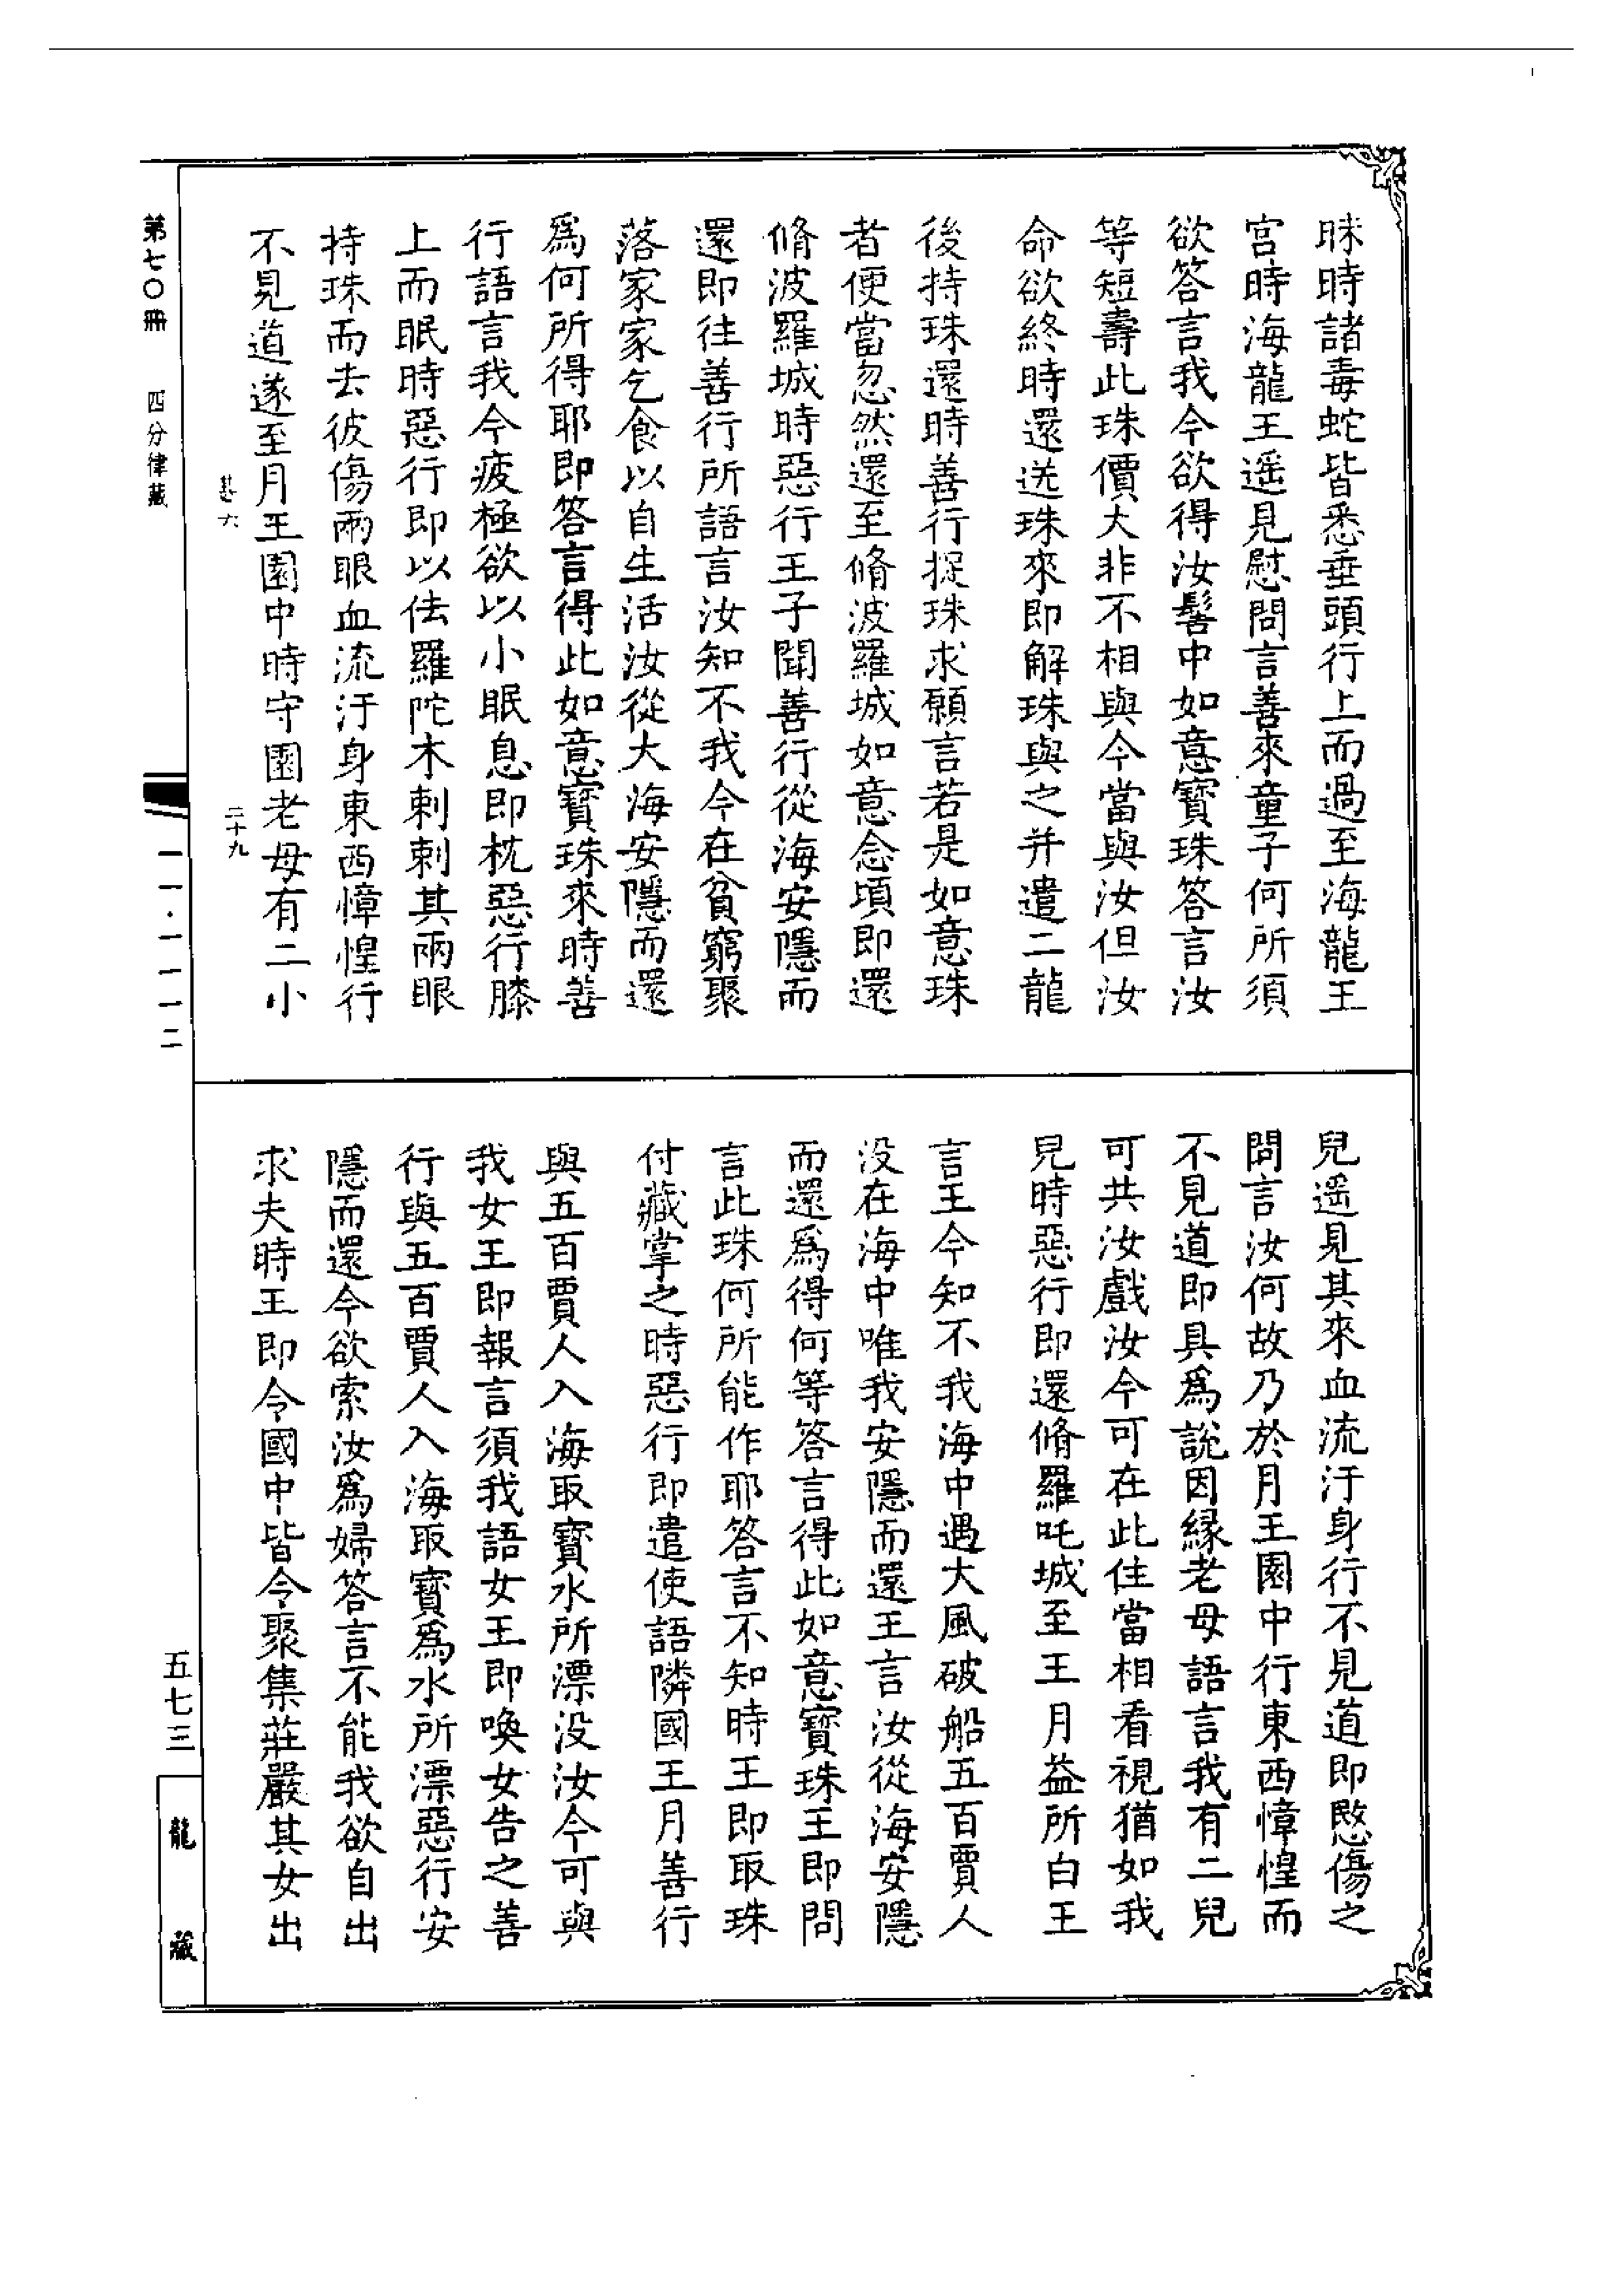 眯時諸毒蛇皆悉垂頭行上而過至海龍王
宮時海龍王遥見慰問言善來童子何所須
欲答言我今欲得汝髻中如意寶珠答言汝
等短壽此珠價大非不相與今當與汝但汝
命欲終時還送珠來即解珠與之并遣二龍
後持珠還時善行捉珠求願言若是如意珠
者便當忽然還至脩波羅城如意念頃即還
脩波羅城時惡行王子聞善行從海安隱而
還即往善行所語言汝知不我今在貧窮聚
落家家乞食以自生活汝從大海安隱而還
爲何所得耶即答言得此如意寶珠來時善
行語言我今疲極欲以小眠息即枕惡行膝
上而眠時惡行即以佉羅陀木刺刺其兩眼
持珠而去彼傷兩眼血流汙身東西慞惶行
不見道遂至月王園中時守園老母有二小
兒遥見其來血流汙身行不見道即愍傷之
問言汝何故乃於月王園中行東西慞惶而
不見道即具爲說因緣老母語言我有二兒
可共汝戲汝今可在此住當相看視猶如我
見時惡行即還脩羅吒城至王月益所白王
言王今知不我海中遇大風破船五百賈人
没在海中唯我安隱而還王言汝從海安隱
而還爲得何等答言得此如意寶珠王即問
言此珠何所能作耶答言不知時王即取珠
付藏掌之時惡行即遣使語隣國王月善行
與五百賈人入海取寶水所漂没汝今可與
我女王即報言須我語女王即喚女告之善
行與五百賈人入海取寶爲水所漂惡行安
隱而還今欲索汝爲婦答言不能我欲自出
求夫時王即令國中皆令聚集莊嚴其女出
第七〇冊 四分律藏
二十九
一一·一一一二
五七三
龍藏